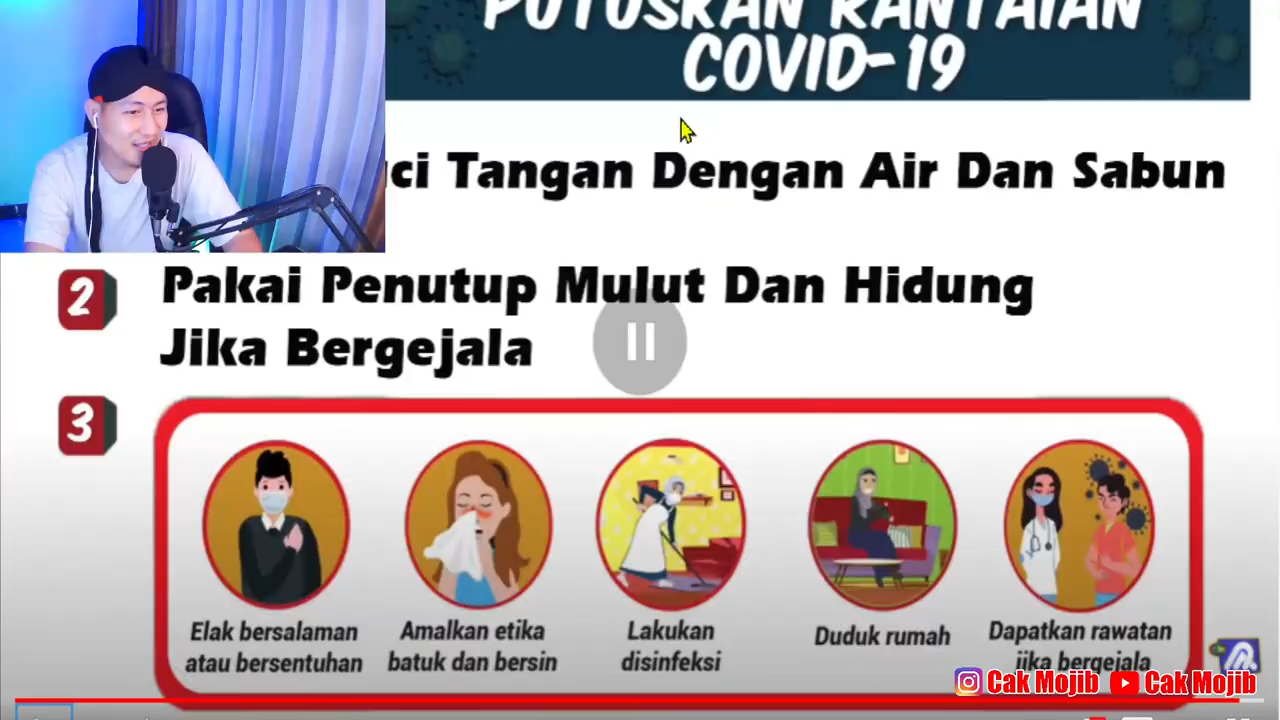 PUTUSKAN RANTAIAN
COVID-19
ci Tangan Dengan Air Dan Sabun
2
Pakai Penutup Mulut Dan Hidung
Jika Bergejala
3
Elak bersalaman
atau bersentuhan
Amalkan etika
batuk dan bersin
Lakukan
disinfeksi
Duduk rumah
Dapatkan rawatan
jika bergejala
Cak Mojib
Cak Mojib